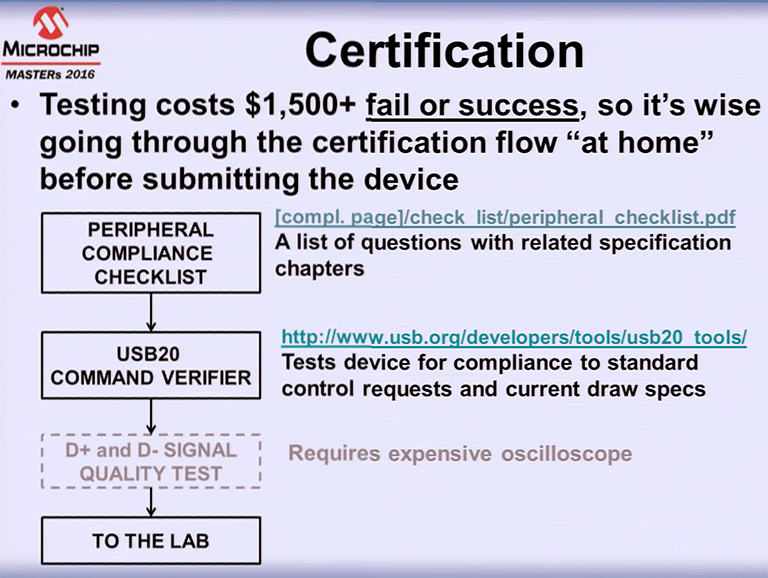 MICROCHIP
MASTERs 2016
Certification
• Testing costs $1,500+ fail or success, so it's wise
going through the certification flow “at home”
before submitting the device
PERIPHERAL
COMPLIANCE
CHECKLIST
[compl. page]/check_list/peripheral_checklist.pdf
A list of questions with related specification
chapters
USB20
COMMAND VERIFIER
http://www.usb.org/developers/tools/usb20_tools/
Tests device for compliance to standard
control requests and current draw specs
D+ and D- SIGNAL
QUALITY TEST
Requires expensive oscilloscope
TO THE LAB